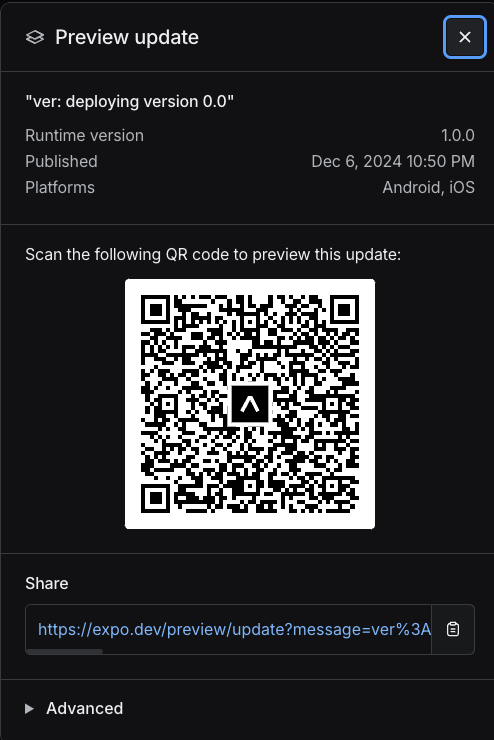 Preview update
"ver: deploying version 0.0"
Runtime version 1.0.0
Published Dec 6, 2024 10:50 PM
Platforms Android, iOS
Scan the following QR code to preview this update:
Share
https://expo.dev/preview/update?message=ver%3A
Advanced